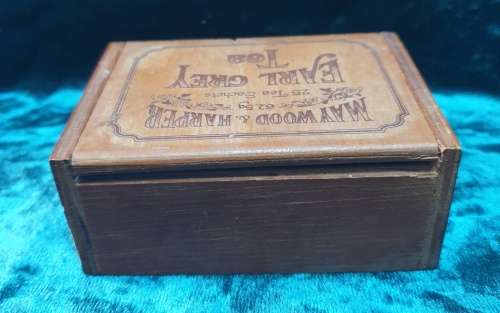 MAYWOOD & HARPER
25 Tea Sachets
EARL GREY
TEA